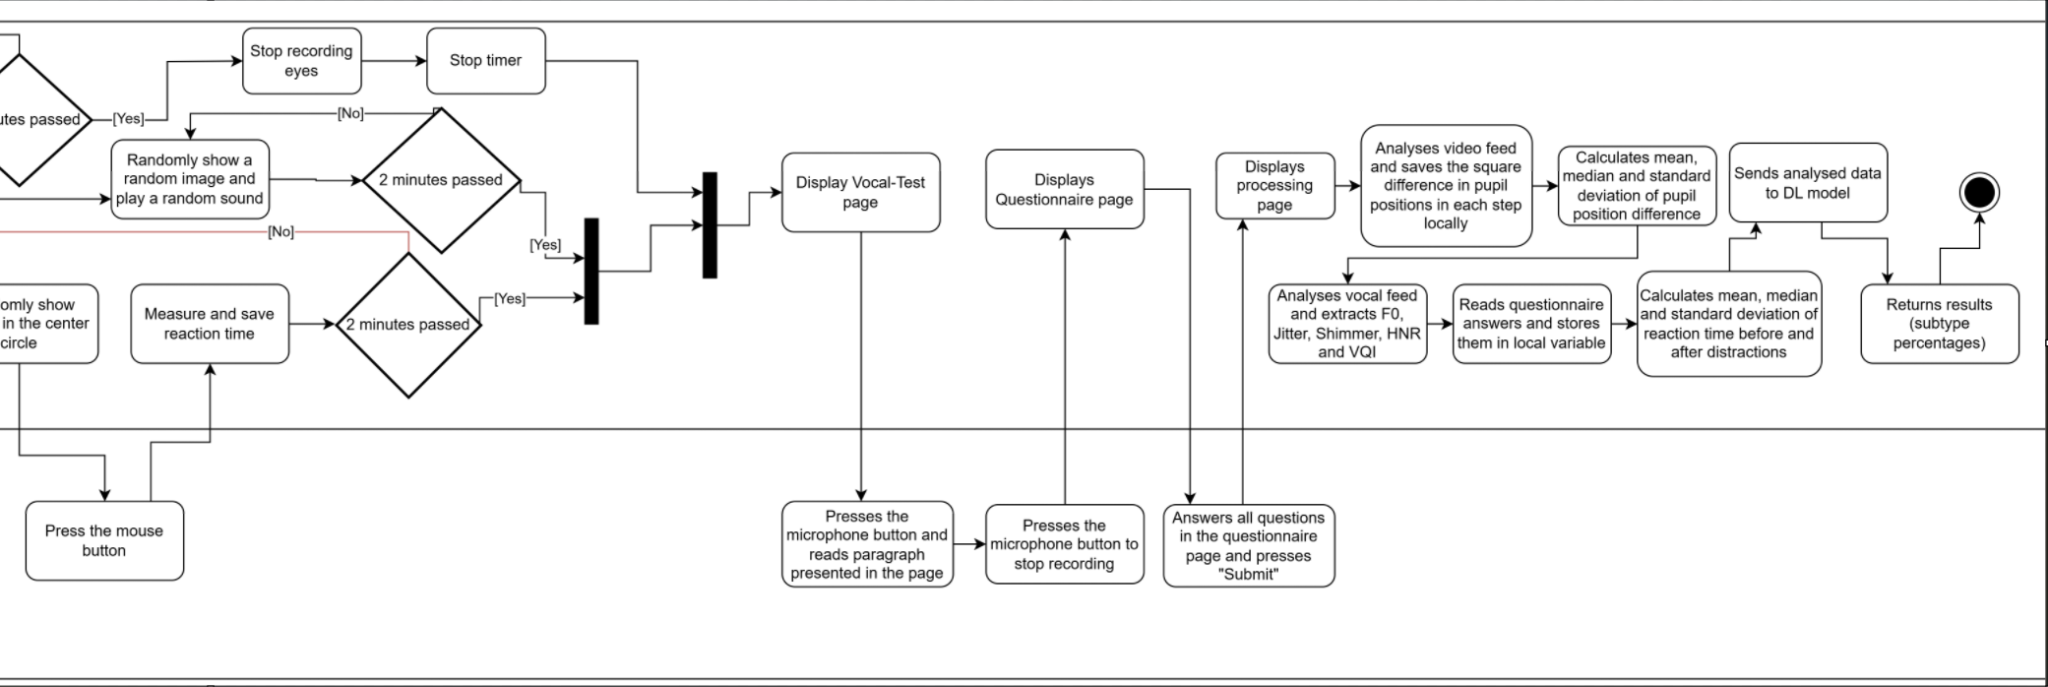 Stop recording
eyes
Stop timer
passed
[Yes]
[No]
Randomly show a
random image and
play a random sound
2 minutes passed
[Yes]
[No]
show
in the center
circle
Measure and save
reaction time
2 minutes passed
[Yes]
Press the mouse
button
Display Vocal-Test
page
Presses the
microphone button and
reads paragraph
presented in the page
Presses the
microphone button to
stop recording
Displays
Questionnaire page
Answers all questions
in the questionnaire
page and presses
"Submit"
Displays
processing
page
Analyses video feed
and saves the square
difference in pupil
positions in each step
locally
Calculates mean,
median and standard
deviation of pupil
position difference
Analyses vocal feed
and extracts F0,
Jitter, Shimmer, HNR
and VQI
Reads questionnaire
answers and stores
them in local variable
Calculates mean, median
and standard deviation of
reaction time before and
after distractions
Sends analysed data
to DL model
Returns results
(subtype
percentages)